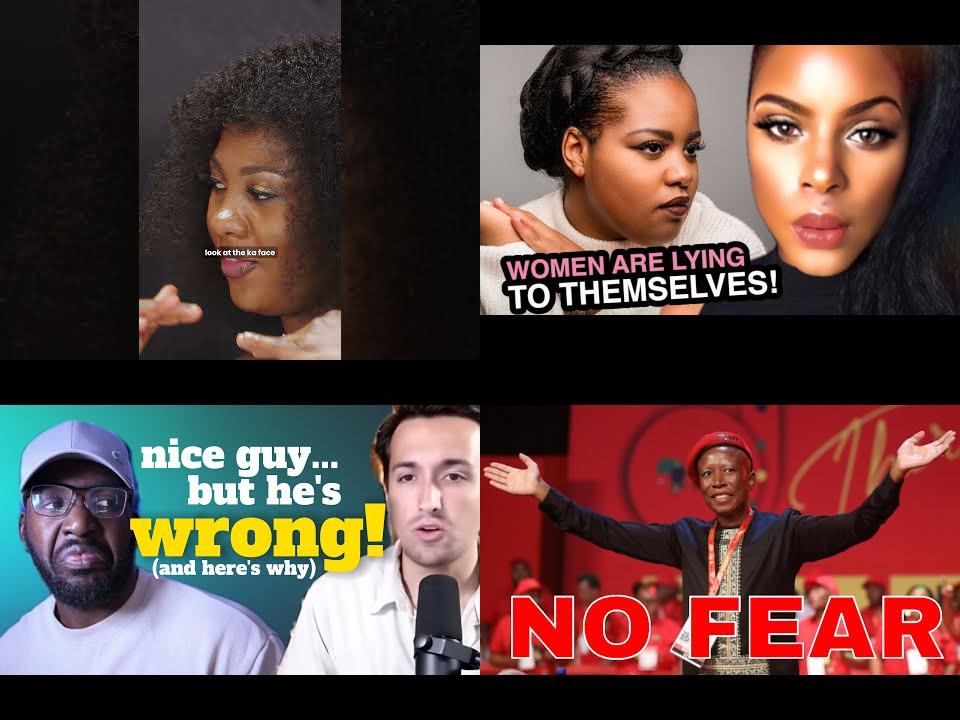 look at the ka face
WOMEN ARE LYING
TO THEMSELVES!
nice guy...
but he's
wrong!
(and here's why)
NO FEAR